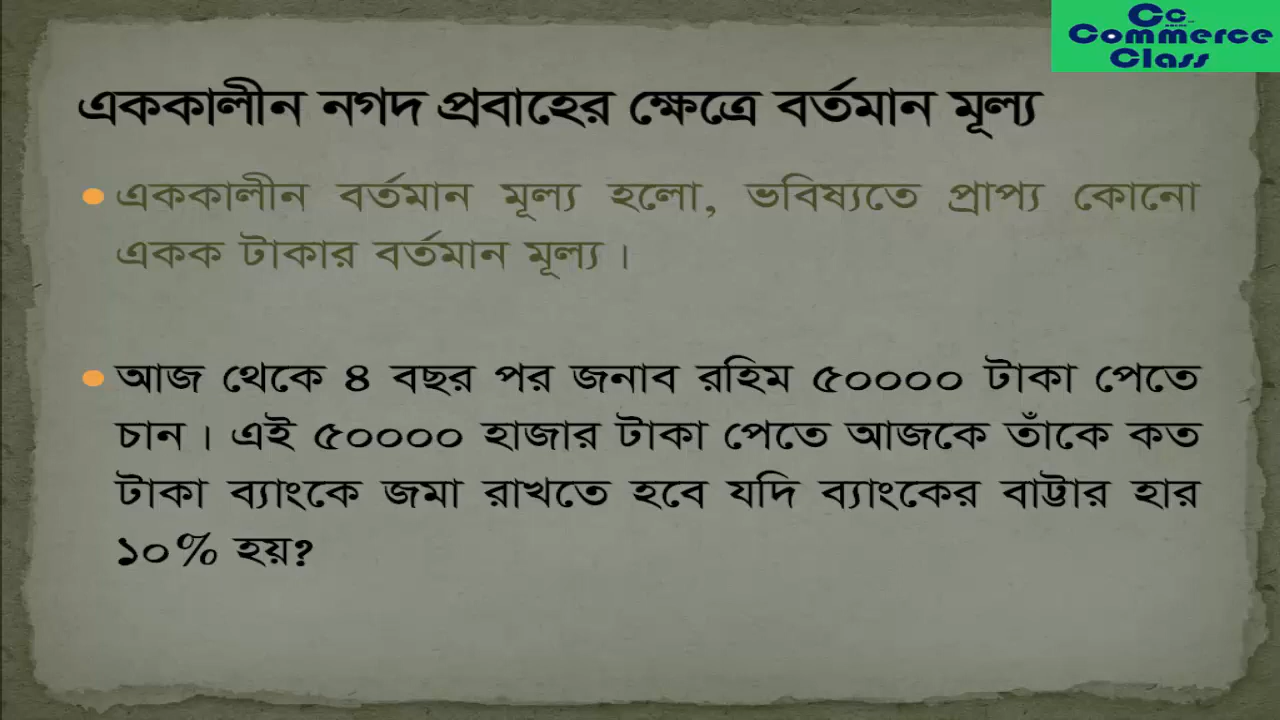 Cc
Commerce
Class
এককালীন নগদ প্রবাহের ক্ষেত্রে বর্তমান মূল্য
এককালীন বর্তমান মূল্য হলো, ভবিষ্যতে প্রাপ্য কোনো
একক টাকার বর্তমান মূল্য।
আজ থেকে ৪ বছর পর জনাব রহিম ৫০০০০ টাকা পেতে
চান। এই ৫০০০০ হাজার টাকা পেতে আজকে তাঁকে কত
টাকা ব্যাংকে জমা রাখতে হবে যদি ব্যাংকের বাট্টার হার
১০% হয়?